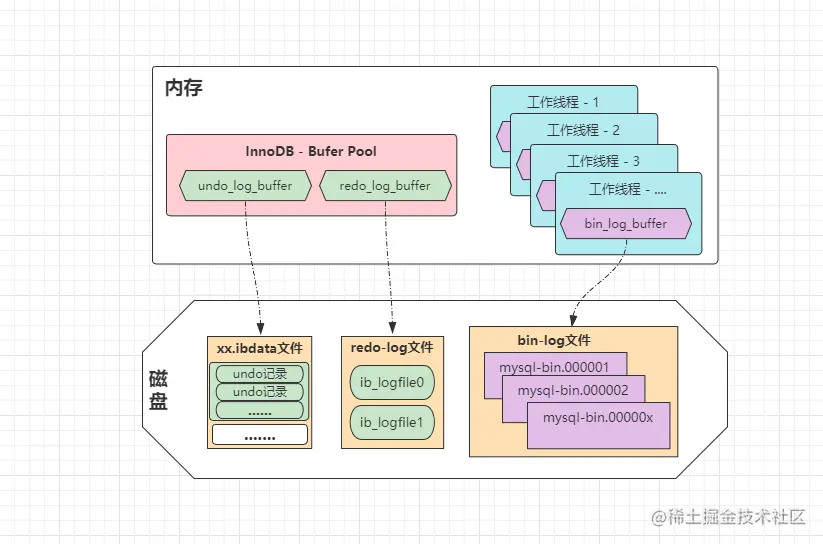 内存
工作线程 - 1
工作线程 - 2
工作线程 - 3
工作线程 - ....
bin_log_buffer
InnoDB - Bufer Pool
undo_log_buffer
redo_log_buffer
磁盘
xx.ibdata文件
undo记录
undo记录
......
.......
redo-log文件
ib_logfile0
ib_logfile1
bin-log文件
mysql-bin.000001
mysql-bin.000002
mysql-bin.00000x
@稀土掘金技术社区